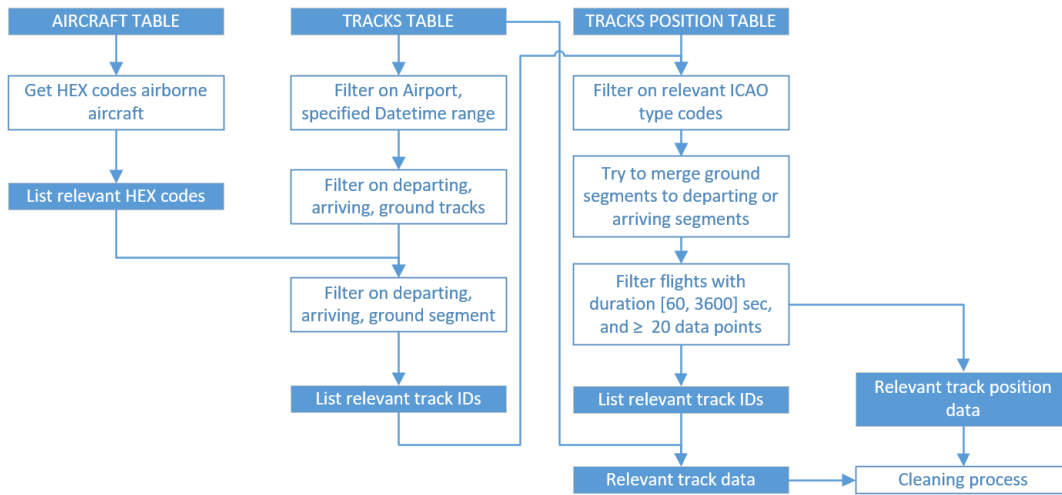 AIRCRAFT TABLE
Get HEX codes airborne
aircraft
List relevant HEX codes
TRACKS TABLE
Filter on Airport,
specified Datetime range
Filter on departing,
arriving, ground tracks
Filter on departing,
arriving, ground segment
List relevant track IDs
TRACKS POSITION TABLE
Filter on relevant ICAO
type codes
Try to merge ground
segments to departing or
arriving segments
Filter flights with
duration [60, 3600] sec,
and ≥ 20 data points
List relevant track IDs
Relevant track data
Relevant track position
data
Cleaning process